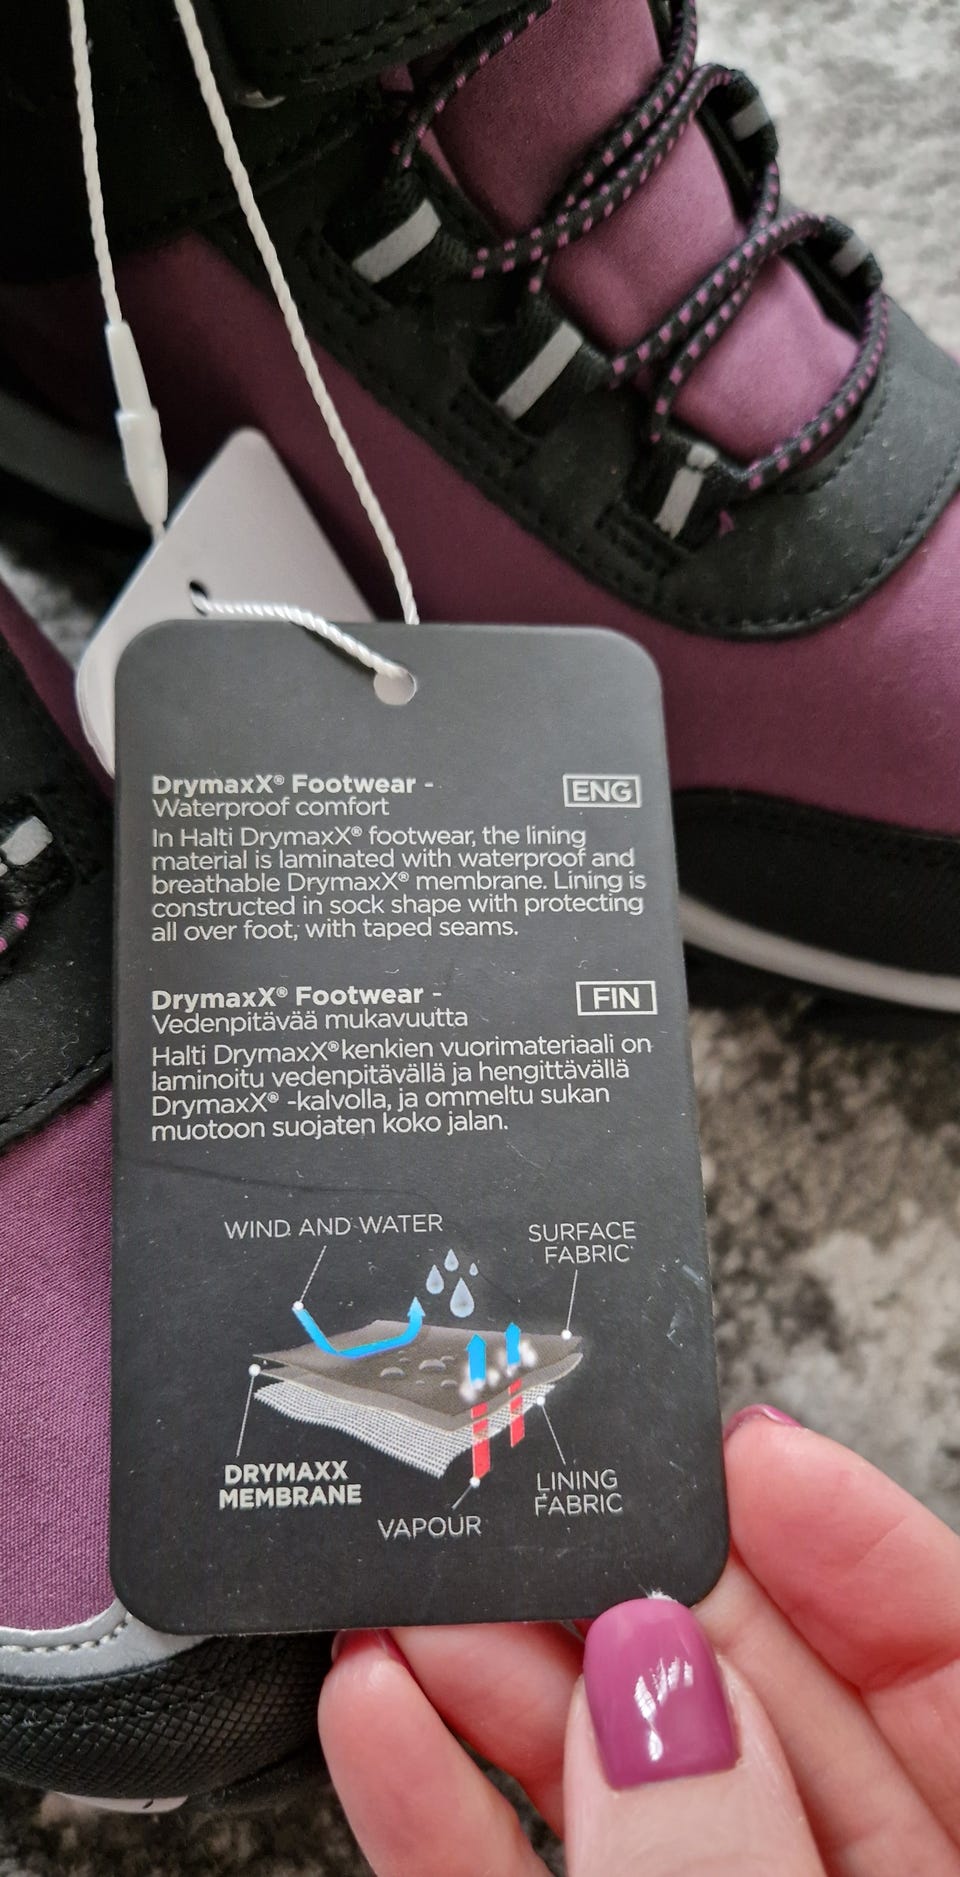 DrymaxX® Footwear -
Waterproof comfort
ENG
In Halti DrymaxX® footwear, the lining
material is laminated with waterproof and
breathable DrymaxX® membrane. Lining is
constructed in sock shape with protecting
all over foot, with taped seams.
DrymaxX® Footwear -
Vedenpitävää mukavuutta
FIN
Halti DrymaxX® kenkien vuorimateriaali on
laminoitu vedenpitävällä ja hengittävällä
DrymaxX® -kalvolla, ja ommeltu sukan
muotoon suojaten koko jalan.
WIND AND WATER
SURFACE
FABRIC
DRYMAXX
MEMBRANE
LINING
FABRIC
VAPOUR